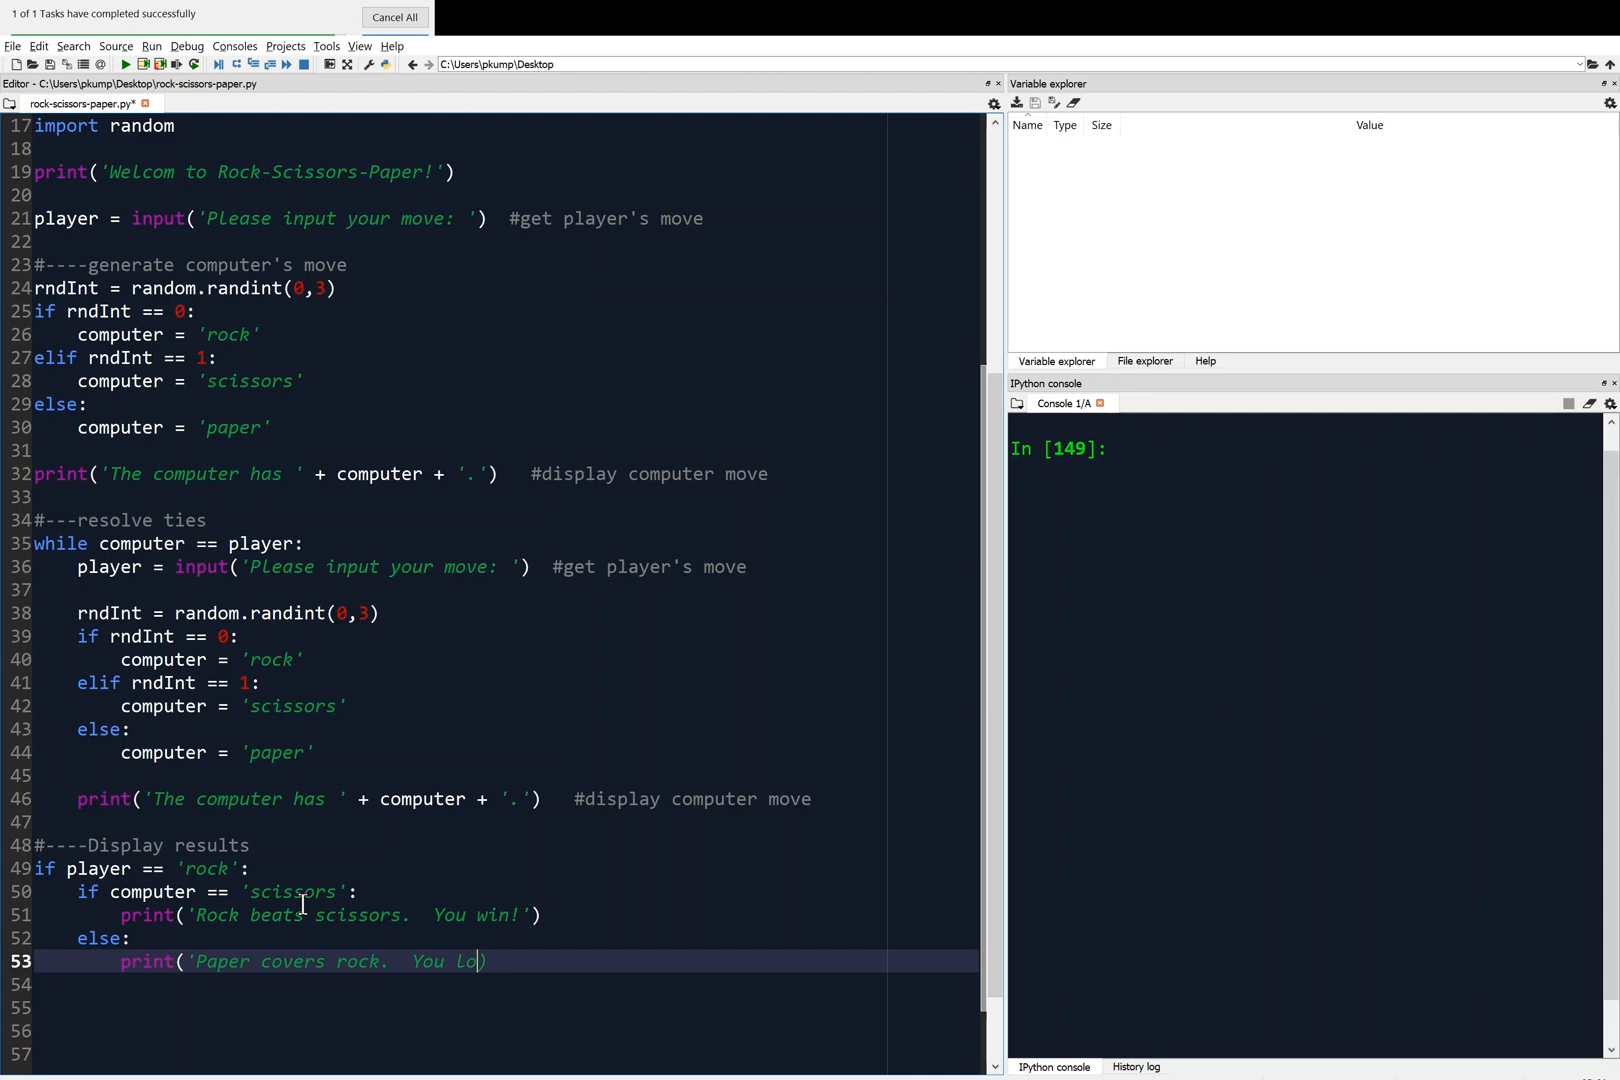 1 of 1 Tasks have completed successfully
Cancel All
File Edit Search Source Run Debug Consoles Projects Tools View Help
C:\Users\pkump\Desktop
Editor - C:\Users\pkump\Desktop\rock-scissors-paper.py
rock-scissors-paper.py*
17 import random
18
19 print('Welcom to Rock-Scissors-Paper!')
20
21 player = input('Please input your move: ')  #get player's move
22
23 #----generate computer's move
24 rndInt = random.randint(0,3)
25 if rndInt == 0:
26     computer = 'rock'
27 elif rndInt == 1:
28     computer = 'scissors'
29 else:
30     computer = 'paper'
31
32 print('The computer has ' + computer + '.')   #display computer move
33
34 #---resolve ties
35 while computer == player:
36     player = input('Please input your move: ')  #get player's move
37
38     rndInt = random.randint(0,3)
39     if rndInt == 0:
40         computer = 'rock'
41     elif rndInt == 1:
42         computer = 'scissors'
43     else:
44         computer = 'paper'
45
46     print('The computer has ' + computer + '.')   #display computer move
47
48 #----Display results
49 if player == 'rock':
50     if computer == 'scissors':
51         print('Rock beats scissors.  You win!')
52     else:
53         print('Paper covers rock.  You lo)
54
55
56
57
Variable explorer
Name Type Size Value
Variable explorer File explorer Help
IPython console
Console 1/A
In [149]:
IPython console History log